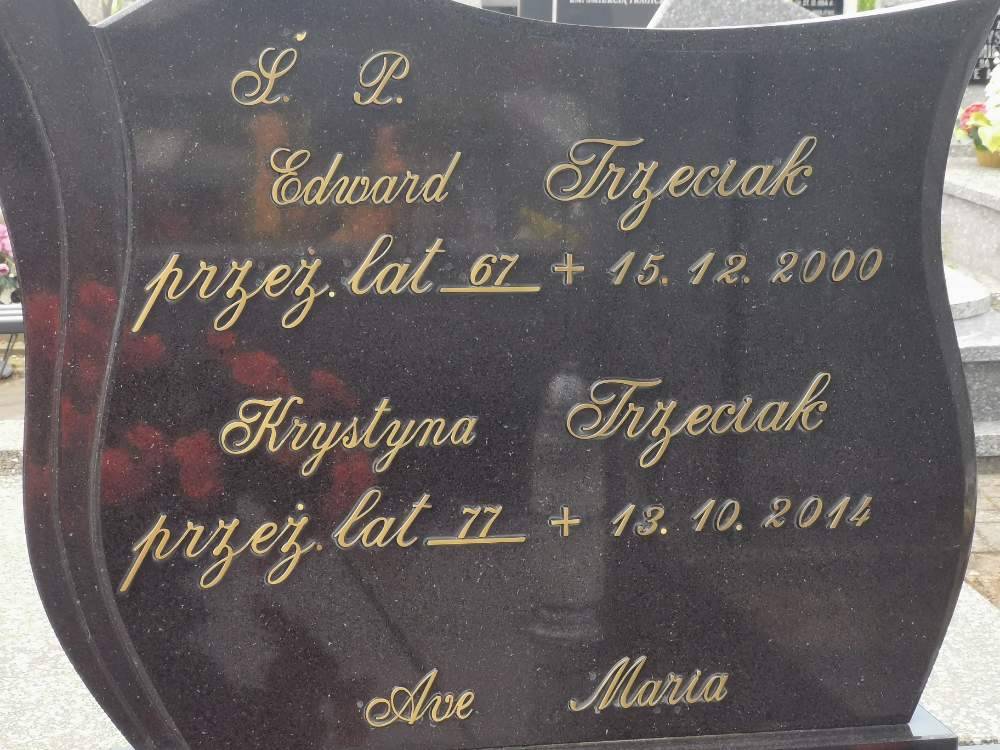 Ś. P.
Edward Trzeciak
przeż. lat 67 + 15. 12. 2000
Krystyna Trzeciak
przeż. lat 77 + 13. 10. 2014
Ave Maria